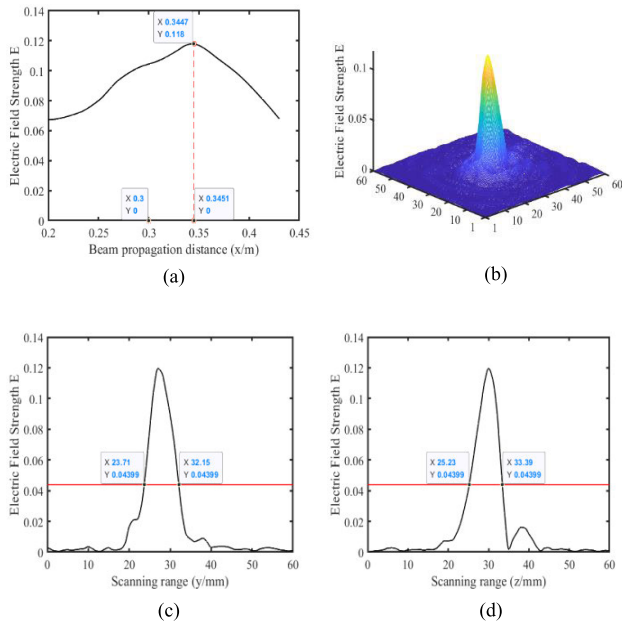 0.14
0.12
0.1
0.08
0.06
0.04
0.02
0
0.2
0.25
0.3
0.35
0.4
0.45
Electric Field Strength E
Beam propagation distance (x/m)
X 0.3447
Y 0.118
X 0.3
Y 0
X 0.3451
Y 0
(a)
Electric Field Strength E
0.1
0.05
0
60
50
40
30
20
10
1
1
10
20
30
40
50
60
(b)
0.14
0.12
0.1
0.08
0.06
0.04
0.02
0
0
10
20
30
40
50
60
Electric Field Strength E
Scanning range (y/mm)
X 23.71
Y 0.04399
X 32.15
Y 0.04399
(c)
0.14
0.12
0.1
0.08
0.06
0.04
0.02
0
0
10
20
30
40
50
60
Electric Field Strength E
Scanning range (z/mm)
X 25.23
Y 0.04399
X 33.39
Y 0.04399
(d)